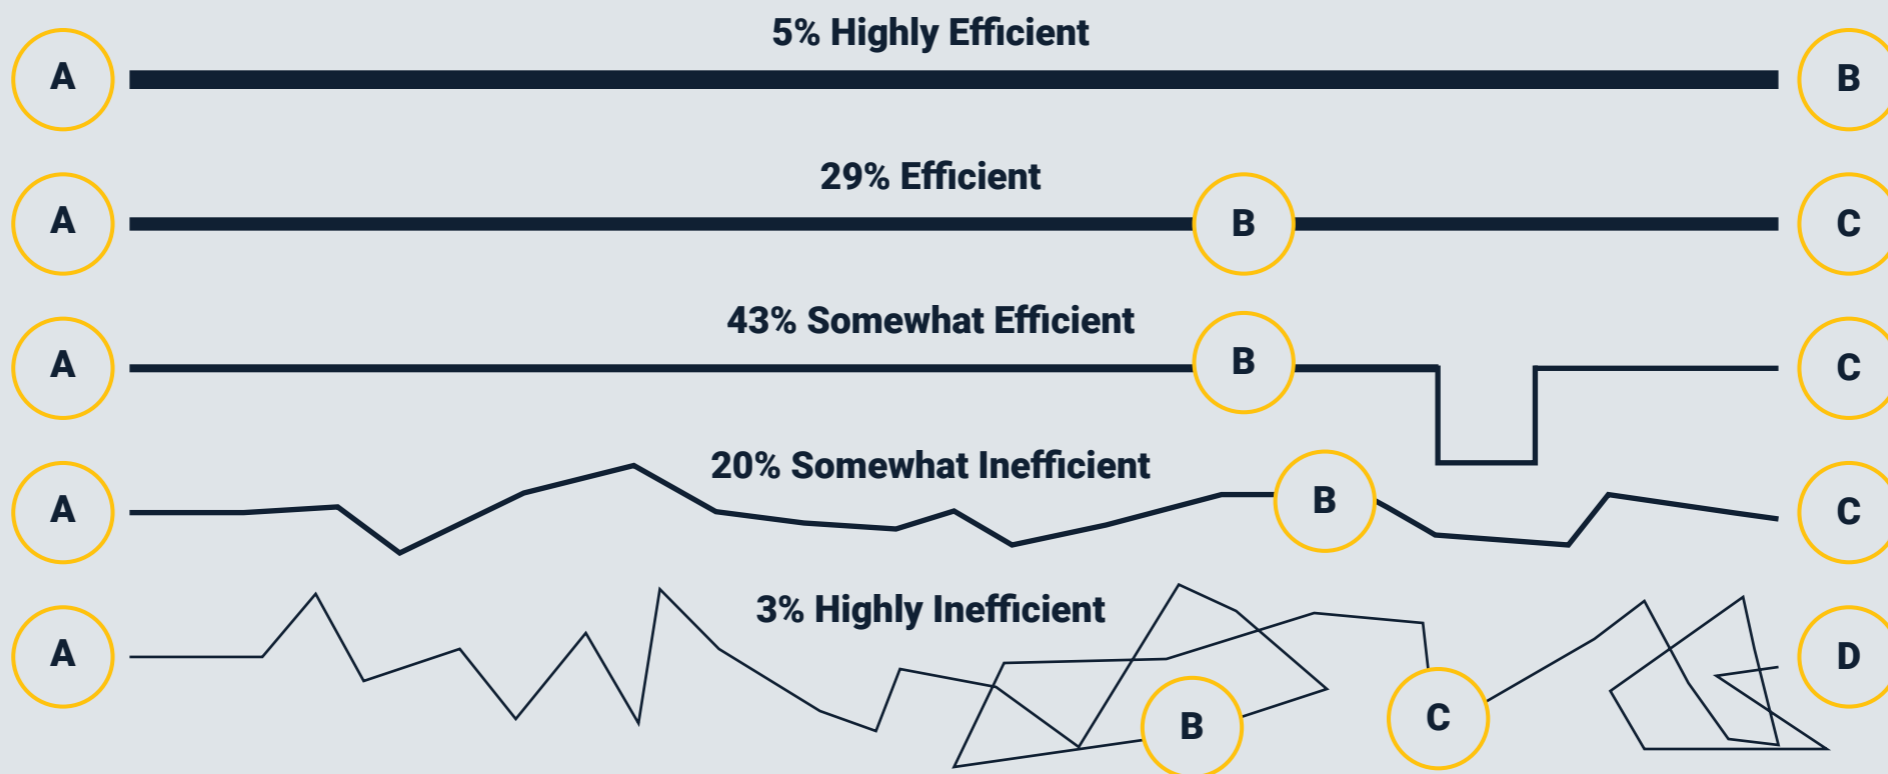 5% Highly Efficient
A B
29% Efficient
A B C
43% Somewhat Efficient
A B C
20% Somewhat Inefficient
A B C
3% Highly Inefficient
A B C D